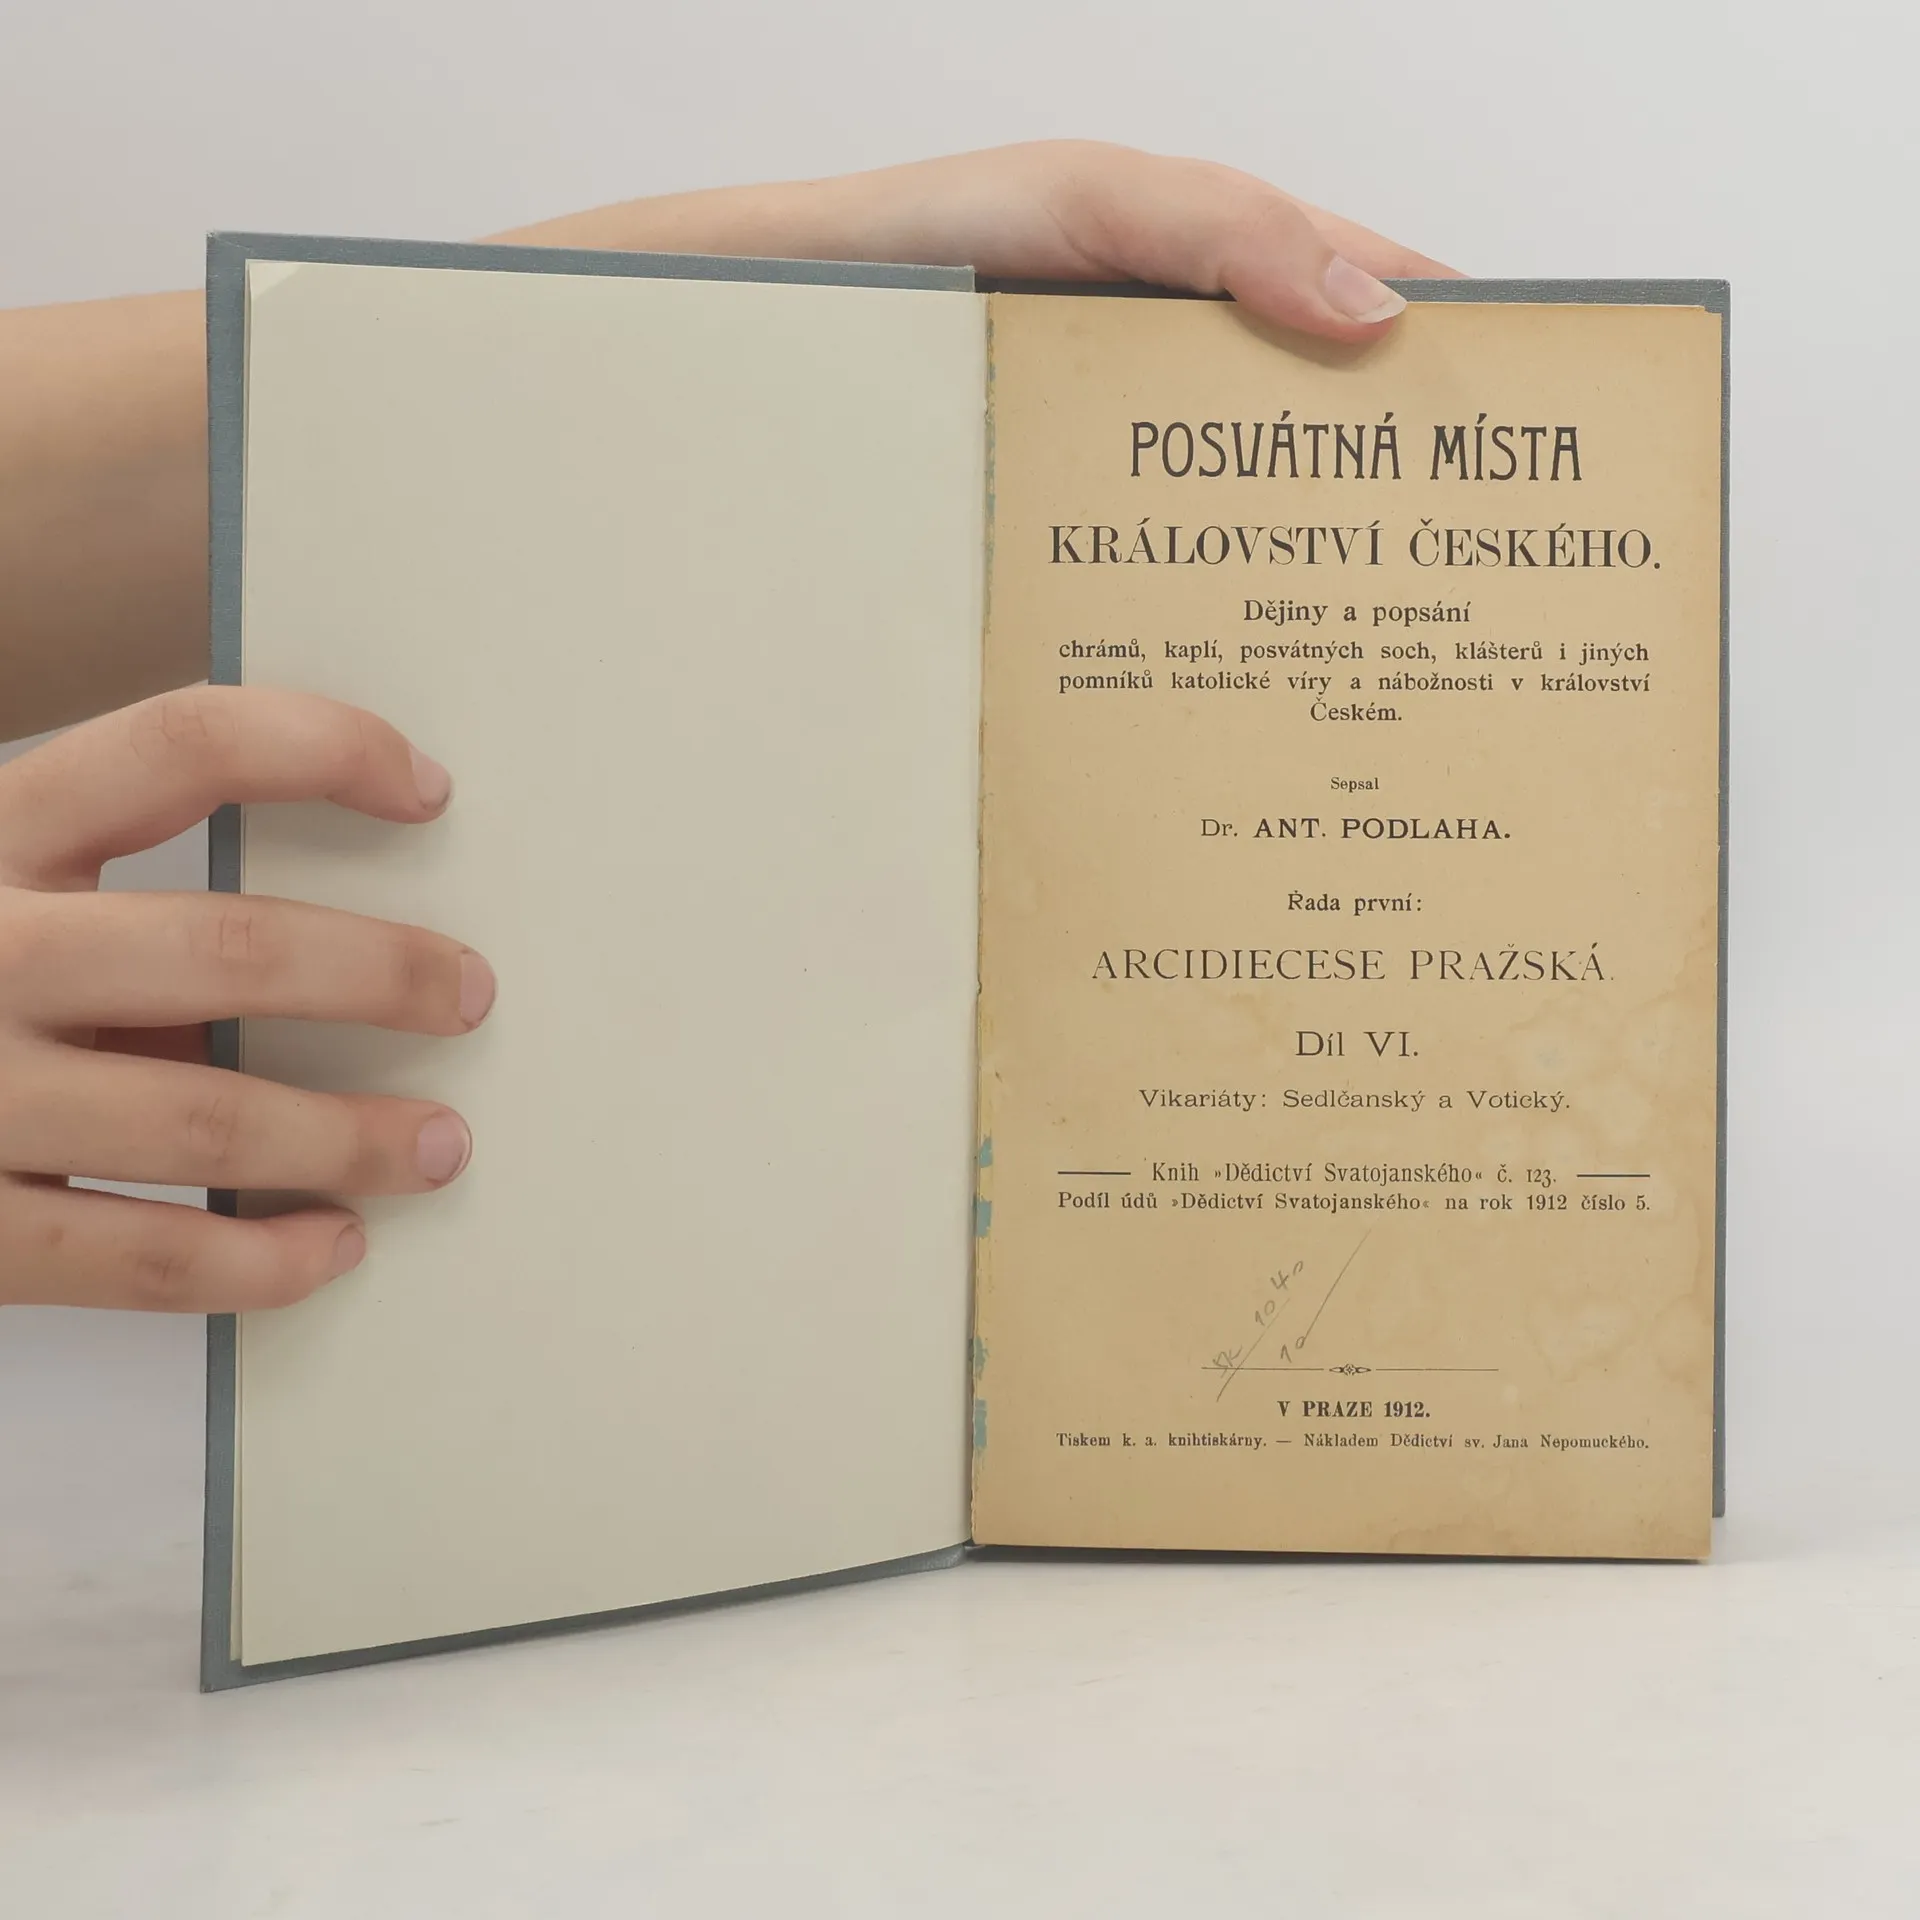 POSVÁTNÁ MÍSTA
KRÁLOVSTVÍ ČESKÉHO.
Dějiny a popsání
chrámů, kaplí, posvátných soch, klášterů i jiných
pomníků katolické víry a nábožnosti v království
Českém.
Sepsal
Dr. ANT. PODLAHA.
Řada první:
ARCIDIECESE PRAŽSKÁ.
Díl VI.
Vikariáty: Sedlčanský a Votický.
Knih »Dědictví Svatojanského« č. 123.
Podíl údů »Dědictví Svatojanského« na rok 1912 číslo 5.
10
V PRAZE 1912.
Tiskem k. a. knihtiskárny. — Nákladem Dědictví sv. Jana Nepomuckého.